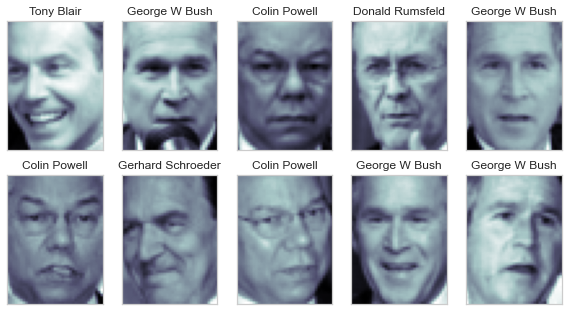 Tony Blair
George W Bush
Colin Powell
Donald Rumsfeld
George W Bush
Colin Powell
Gerhard Schroeder
Colin Powell
George W Bush
George W Bush